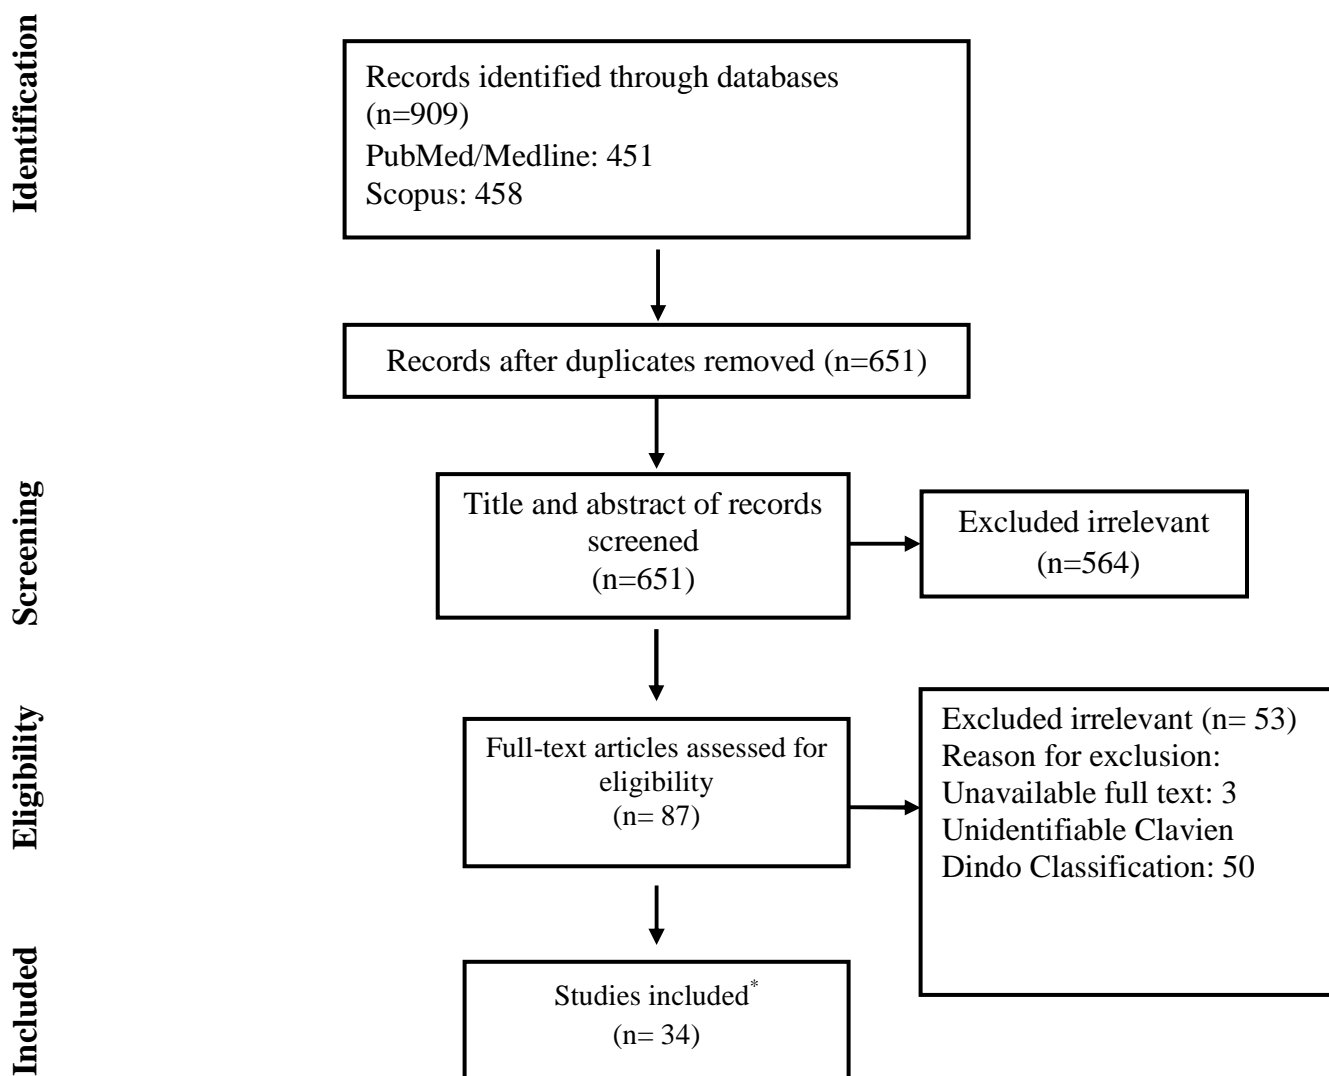 Identification
Records identified through databases
(n=909)
PubMed/Medline: 451
Scopus: 458
Records after duplicates removed (n=651)
Screening
Title and abstract of records
screened
(n=651)
Excluded irrelevant
(n=564)
Eligibility
Full-text articles assessed for
eligibility
(n= 87)
Excluded irrelevant (n= 53)
Reason for exclusion:
Unavailable full text: 3
Unidentifiable Clavien
Dindo Classification: 50
Included
Studies included*
(n= 34)